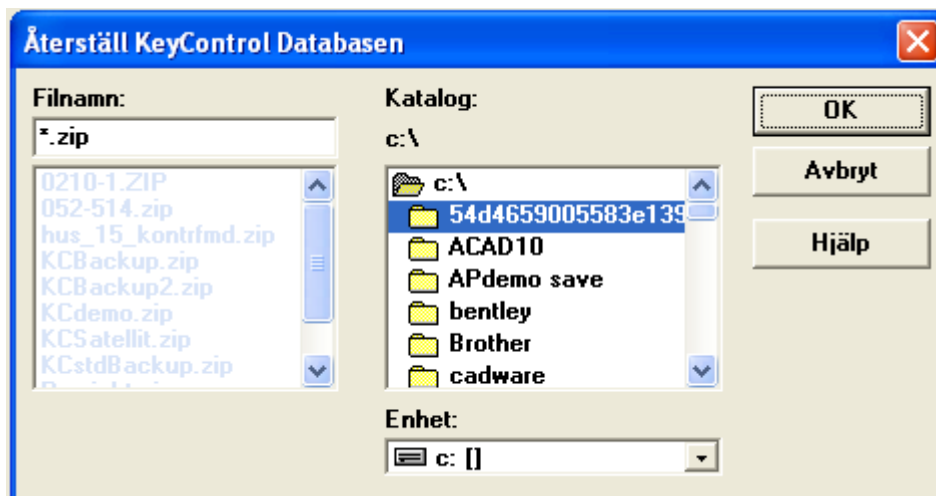 Återställ KeyControl Databasen
Filnamn:
*.zip
0210-1.ZIP
052-514.zip
hus_15_kontrfmd.zip
KCBackup.zip
KCBackup2.zip
KCdemo.zip
KCSatellit.zip
KCstdBackup.zip
Katalog:
c:\
c:\
54d4659005583e139
ACAD10
APdemo save
bentley
Brother
cadware
Enhet:
c: []
OK
Avbryt
Hjälp